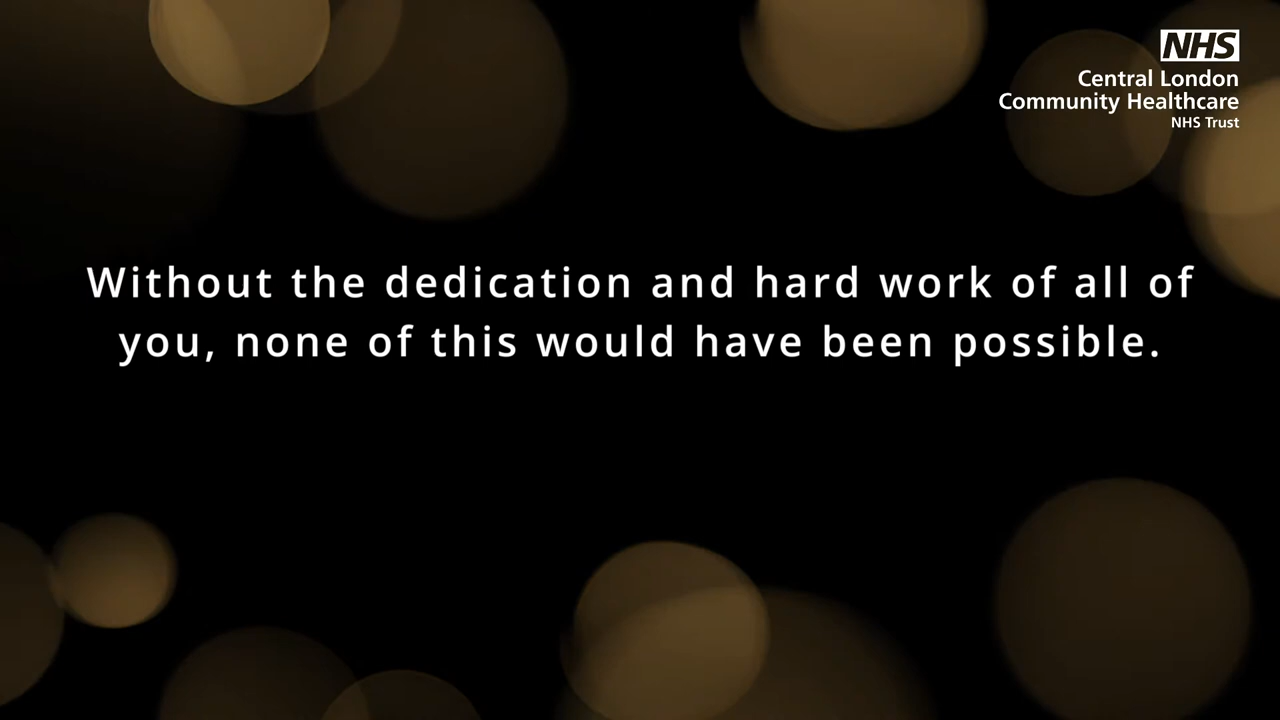 NHS
Central London
Community Healthcare
NHS Trust
Without the dedication and hard work of all of
you, none of this would have been possible.